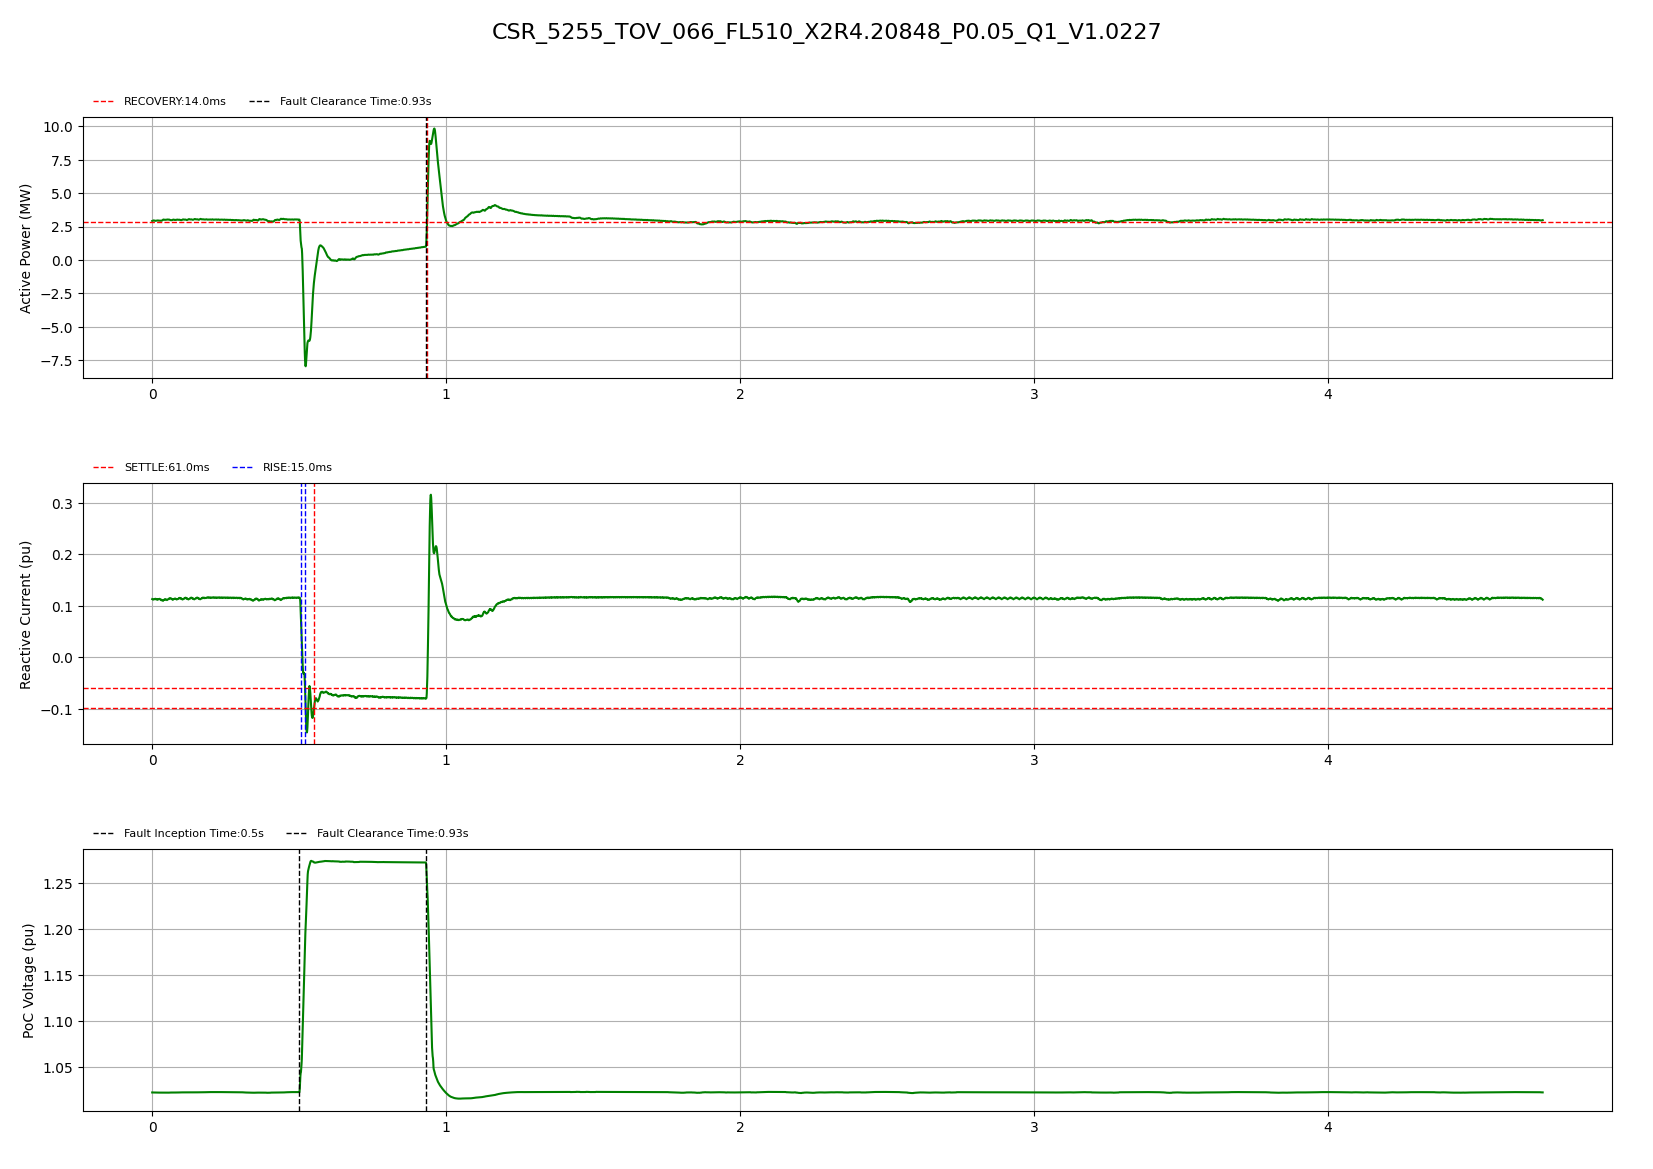 CSR_5255_TOV_066_FL510_X2R4.20848_P0.05_Q1_V1.0227
RECOVERY:14.0ms Fault Clearance Time:0.93s
Active Power (MW)
10.0
7.5
5.0
2.5
0.0
−2.5
−5.0
−7.5
0 1 2 3 4
SETTLE:61.0ms RISE:15.0ms
Reactive Current (pu)
0.3
0.2
0.1
0.0
−0.1
0 1 2 3 4
Fault Inception Time:0.5s Fault Clearance Time:0.93s
PoC Voltage (pu)
1.25
1.20
1.15
1.10
1.05
0 1 2 3 4